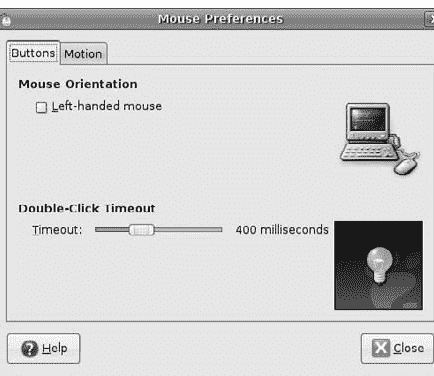 Mouse Preferences
Buttons Motion
Mouse Orientation
Left-handed mouse
Double-Click Timeout
Timeout: 400 milliseconds
Help Close